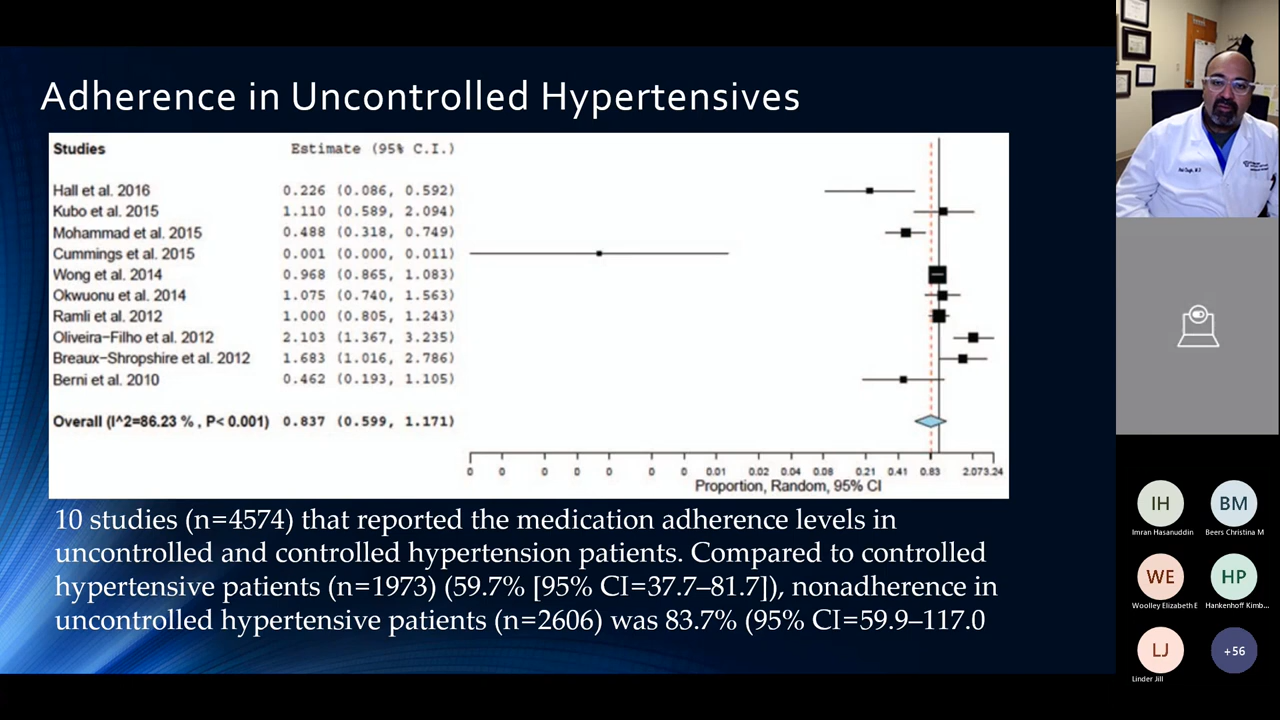 Adherence in Uncontrolled Hypertensives
Studies Estimate (95% C.I.)
Hall et al. 2016 0.226 (0.086, 0.592)
Kubo et al. 2015 1.110 (0.589, 2.094)
Mohammad et al. 2015 0.488 (0.318, 0.749)
Cummings et al. 2015 0.001 (0.000, 0.011)
Wong et al. 2014 0.968 (0.865, 1.083)
Okwuonu et al. 2014 1.075 (0.740, 1.563)
Ramli et al. 2012 1.000 (0.805, 1.243)
Oliveira-Filho et al. 2012 2.103 (1.367, 3.235)
Breaux-Shropshire et al. 2012 1.683 (1.016, 2.786)
Berni et al. 2010 0.462 (0.193, 1.105)
Overall (I^2=86.23 % , P< 0.001) 0.837 (0.599, 1.171)
0 0 0 0 0 0 0 0.01 0.02 0.04 0.08 0.21 0.41 0.83 2.073.24
Proportion, Random, 95% CI
10 studies (n=4574) that reported the medication adherence levels in
uncontrolled and controlled hypertension patients. Compared to controlled
hypertensive patients (n=1973) (59.7% [95% CI=37.7–81.7]), nonadherence in
uncontrolled hypertensive patients (n=2606) was 83.7% (95% CI=59.9–117.0
IH BM
Imran Hasanuddin Beers Christina M
WE HP
Woolley Elizabeth E Hankenhoff Kimb...
LJ +56
Linder Jill